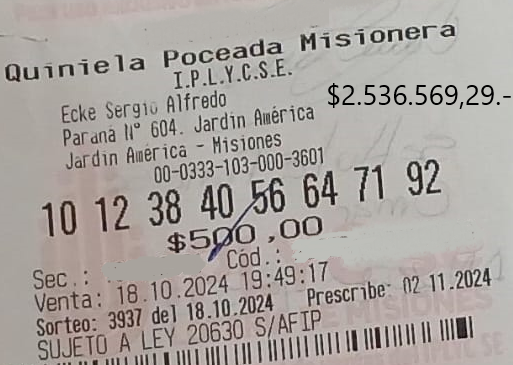 Quiniela Poceada Misionera
I.P.L.Y.C.S.E.
Ecke Sergio Alfredo
$2.536.569,29.-
Paraná Nº 604. Jardin América
Jardin América - Misiones
00-0333-103-000-3601
10 12 38 40 56 64 71 92
$500,00
Sec.: Cód.:
Venta: 18.10.2024 19:49:17
Sorteo: 3937 del 18.10.2024 Prescribe: 02 11.2024
SUJETO A LEY 20630 S/AFIP